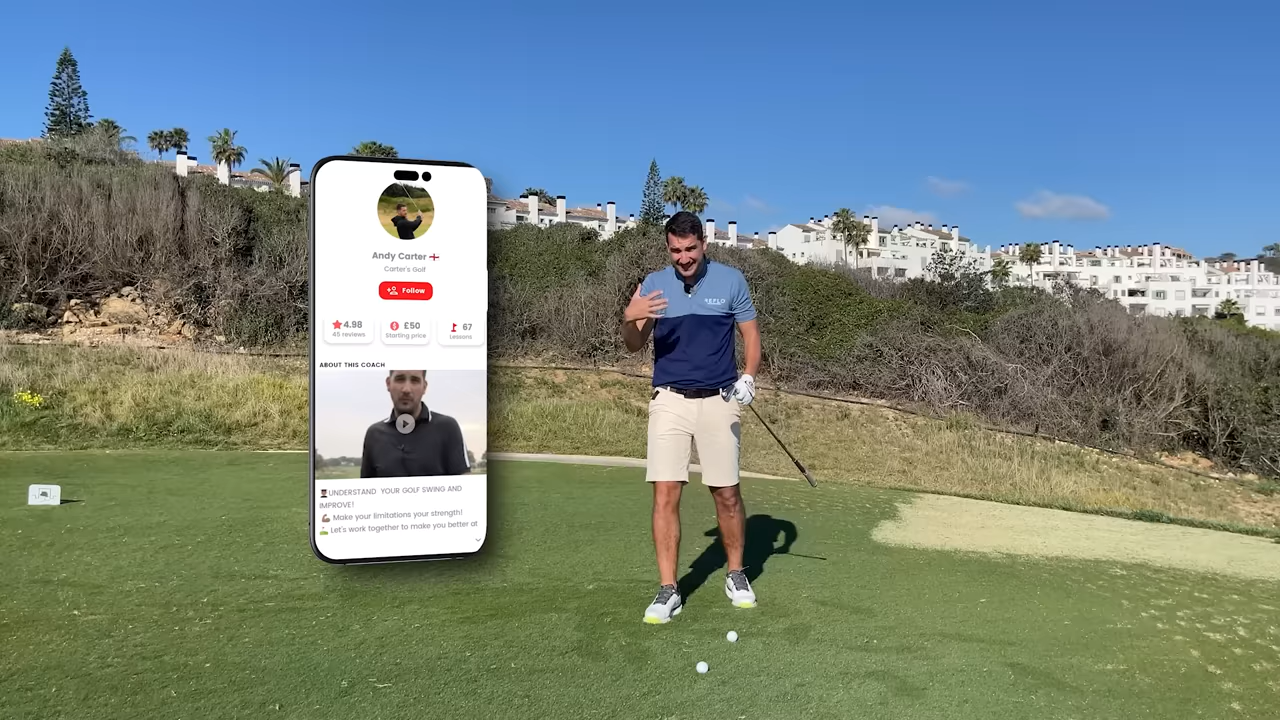 Andy Carter
Carter's Golf
Follow
4.98
45 reviews
£50
Starting price
67
Lessons
ABOUT THIS COACH
UNDERSTAND YOUR GOLF SWING AND
IMPROVE!
Make your limitations your strength!
Let's work together to make you better at
REFLO